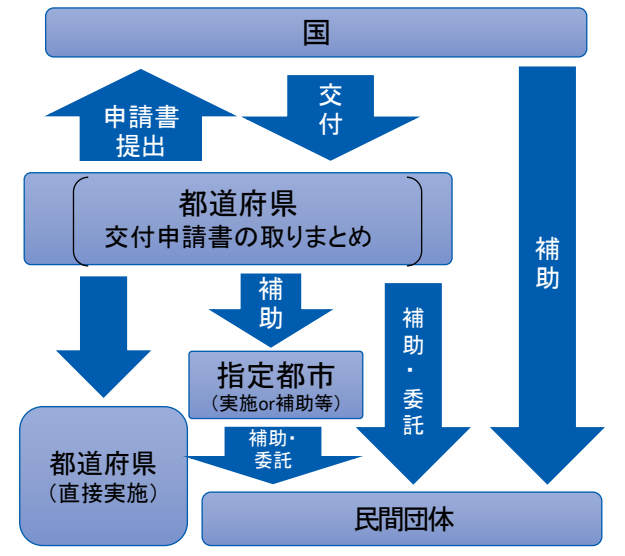 国
申請書
提出
交
付
都道府県
交付申請書の取りまとめ
補
助
補
助
補
助
・
委
託
指定都市
(実施or補助等)
補助・
委託
都道府県
(直接実施)
民間団体